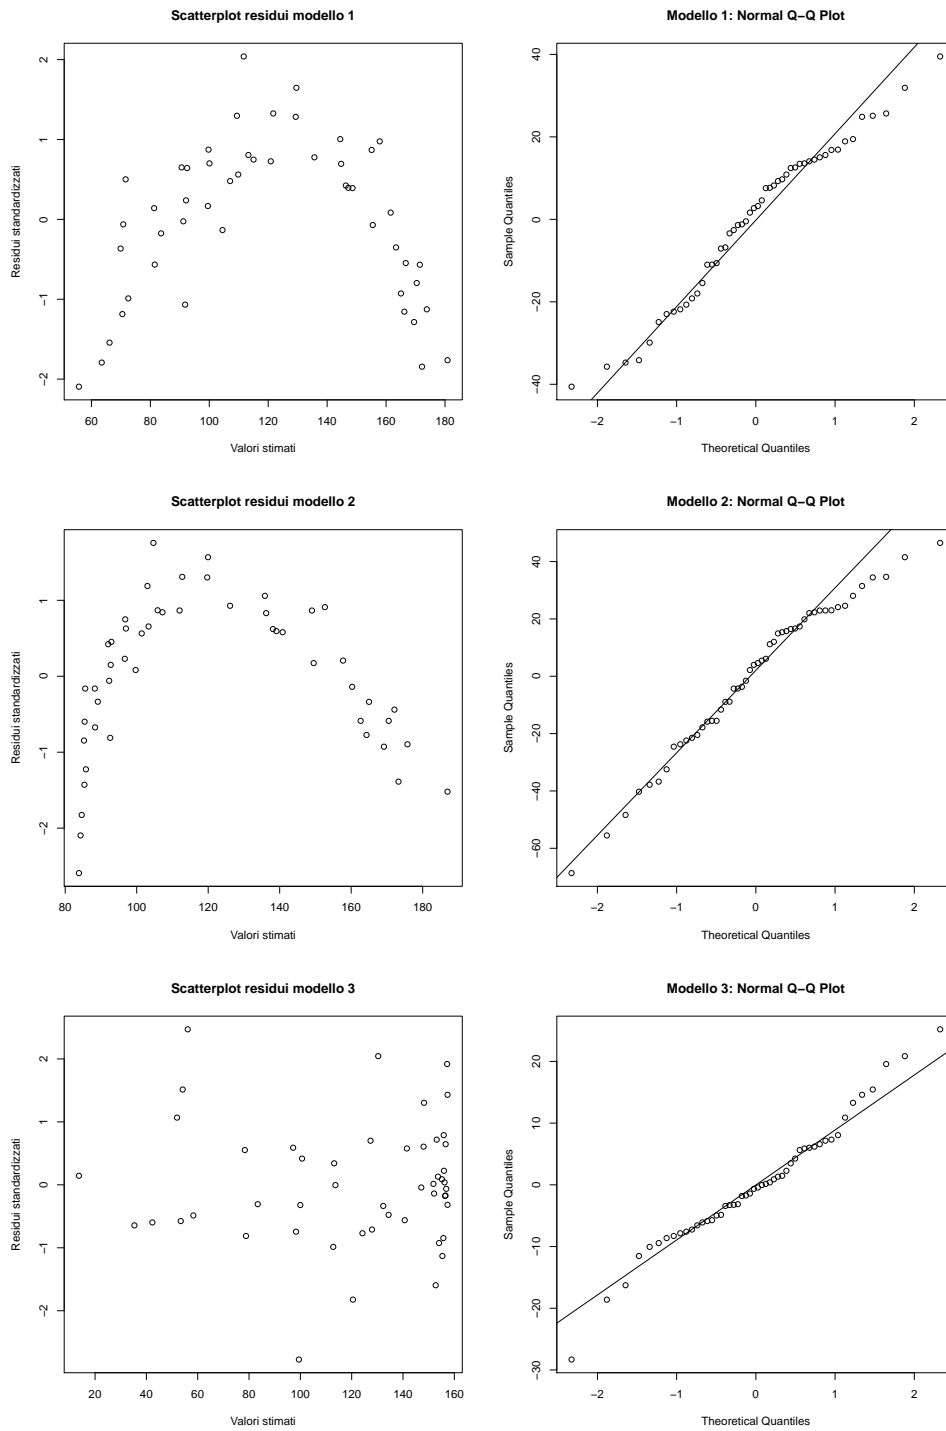 Scatterplot residui modello 1
Residui standardizzati
2
1
0
−1
−2
60 80 100 120 140 160 180
Valori stimati
Modello 1: Normal Q−Q Plot
Sample Quantiles
40
20
0
−20
−40
−2 −1 0 1 2
Theoretical Quantiles
Scatterplot residui modello 2
Residui standardizzati
1
0
−1
−2
80 100 120 140 160 180
Valori stimati
Modello 2: Normal Q−Q Plot
Sample Quantiles
40
20
0
−20
−40
−60
−2 −1 0 1 2
Theoretical Quantiles
Scatterplot residui modello 3
Residui standardizzati
2
1
0
−1
−2
20 40 60 80 100 120 140 160
Valori stimati
Modello 3: Normal Q−Q Plot
Sample Quantiles
20
10
0
−10
−20
−30
−2 −1 0 1 2
Theoretical Quantiles